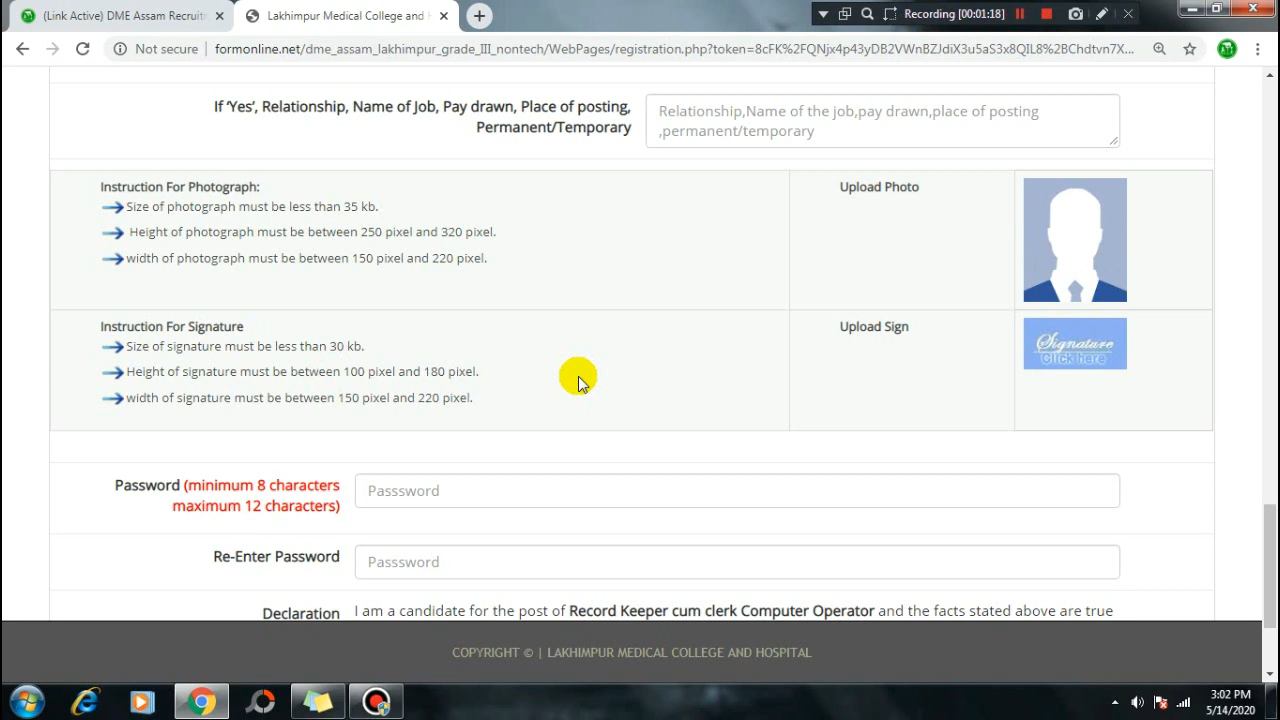 (Link Active) DME Assam Recruit
Lakhimpur Medical College and
Recording [00:01:18]
Not secure
formonline.net/dme_assam_lakhimpur_grade_III_nontech/WebPages/registration.php?token=8cFK%2FQNjx4p43yDB2VWnBZJdiX3u5aS3x8QIL8%2BChdtvn7X...
If ‘Yes’, Relationship, Name of Job, Pay drawn, Place of posting,
Permanent/Temporary
Relationship,Name of the job,pay drawn,place of posting
,permanent/temporary
Instruction For Photograph:
Upload Photo
Size of photograph must be less than 35 kb.
Height of photograph must be between 250 pixel and 320 pixel.
width of photograph must be between 150 pixel and 220 pixel.
Instruction For Signature
Upload Sign
Signature
Click here
Size of signature must be less than 30 kb.
Height of signature must be between 100 pixel and 180 pixel.
width of signature must be between 150 pixel and 220 pixel.
Password (minimum 8 characters
maximum 12 characters)
Passsword
Re-Enter Password
Passsword
Declaration
I am a candidate for the post of Record Keeper cum clerk Computer Operator and the facts stated above are true
COPYRIGHT © | LAKHIMPUR MEDICAL COLLEGE AND HOSPITAL
3:02 PM
5/14/2020